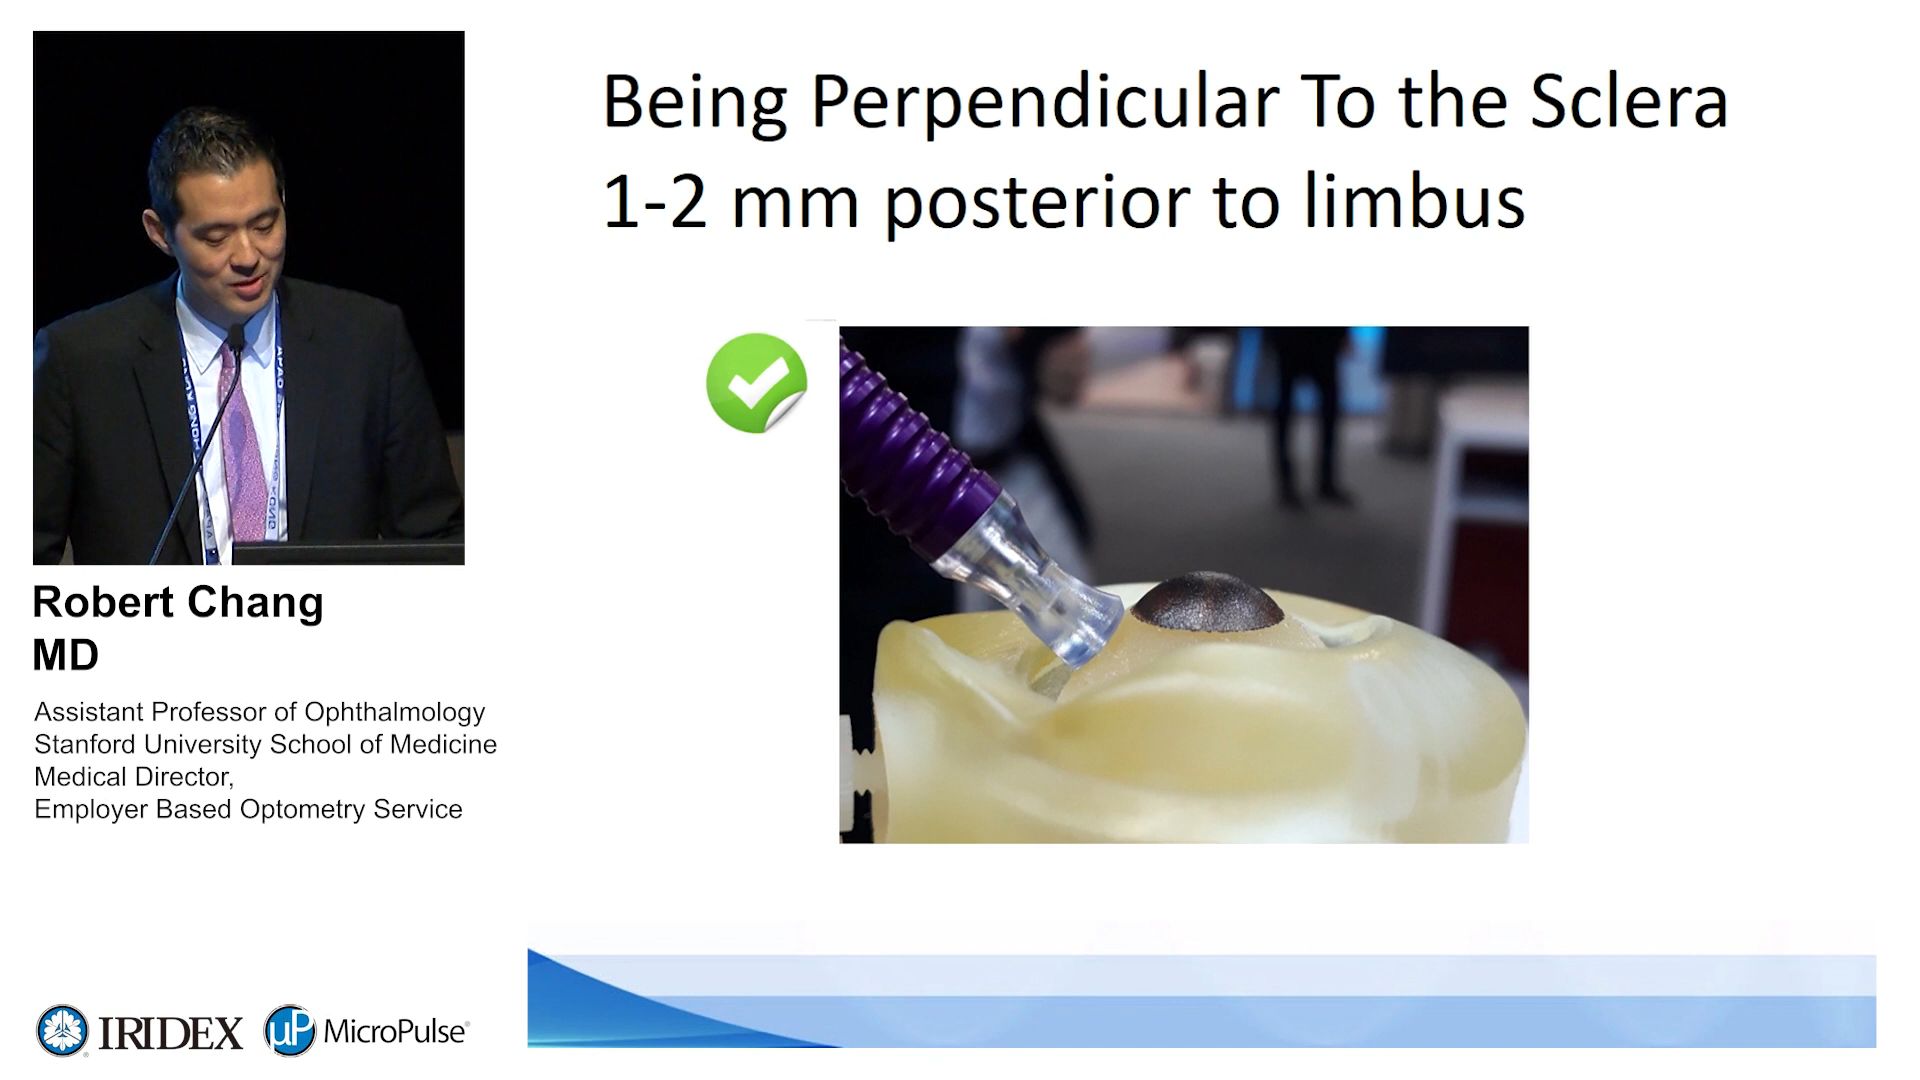 Being Perpendicular To the Sclera
1-2 mm posterior to limbus
Robert Chang
MD
Assistant Professor of Ophthalmology
Stanford University School of Medicine
Medical Director,
Employer Based Optometry Service
IRIDEX
µP MicroPulse®